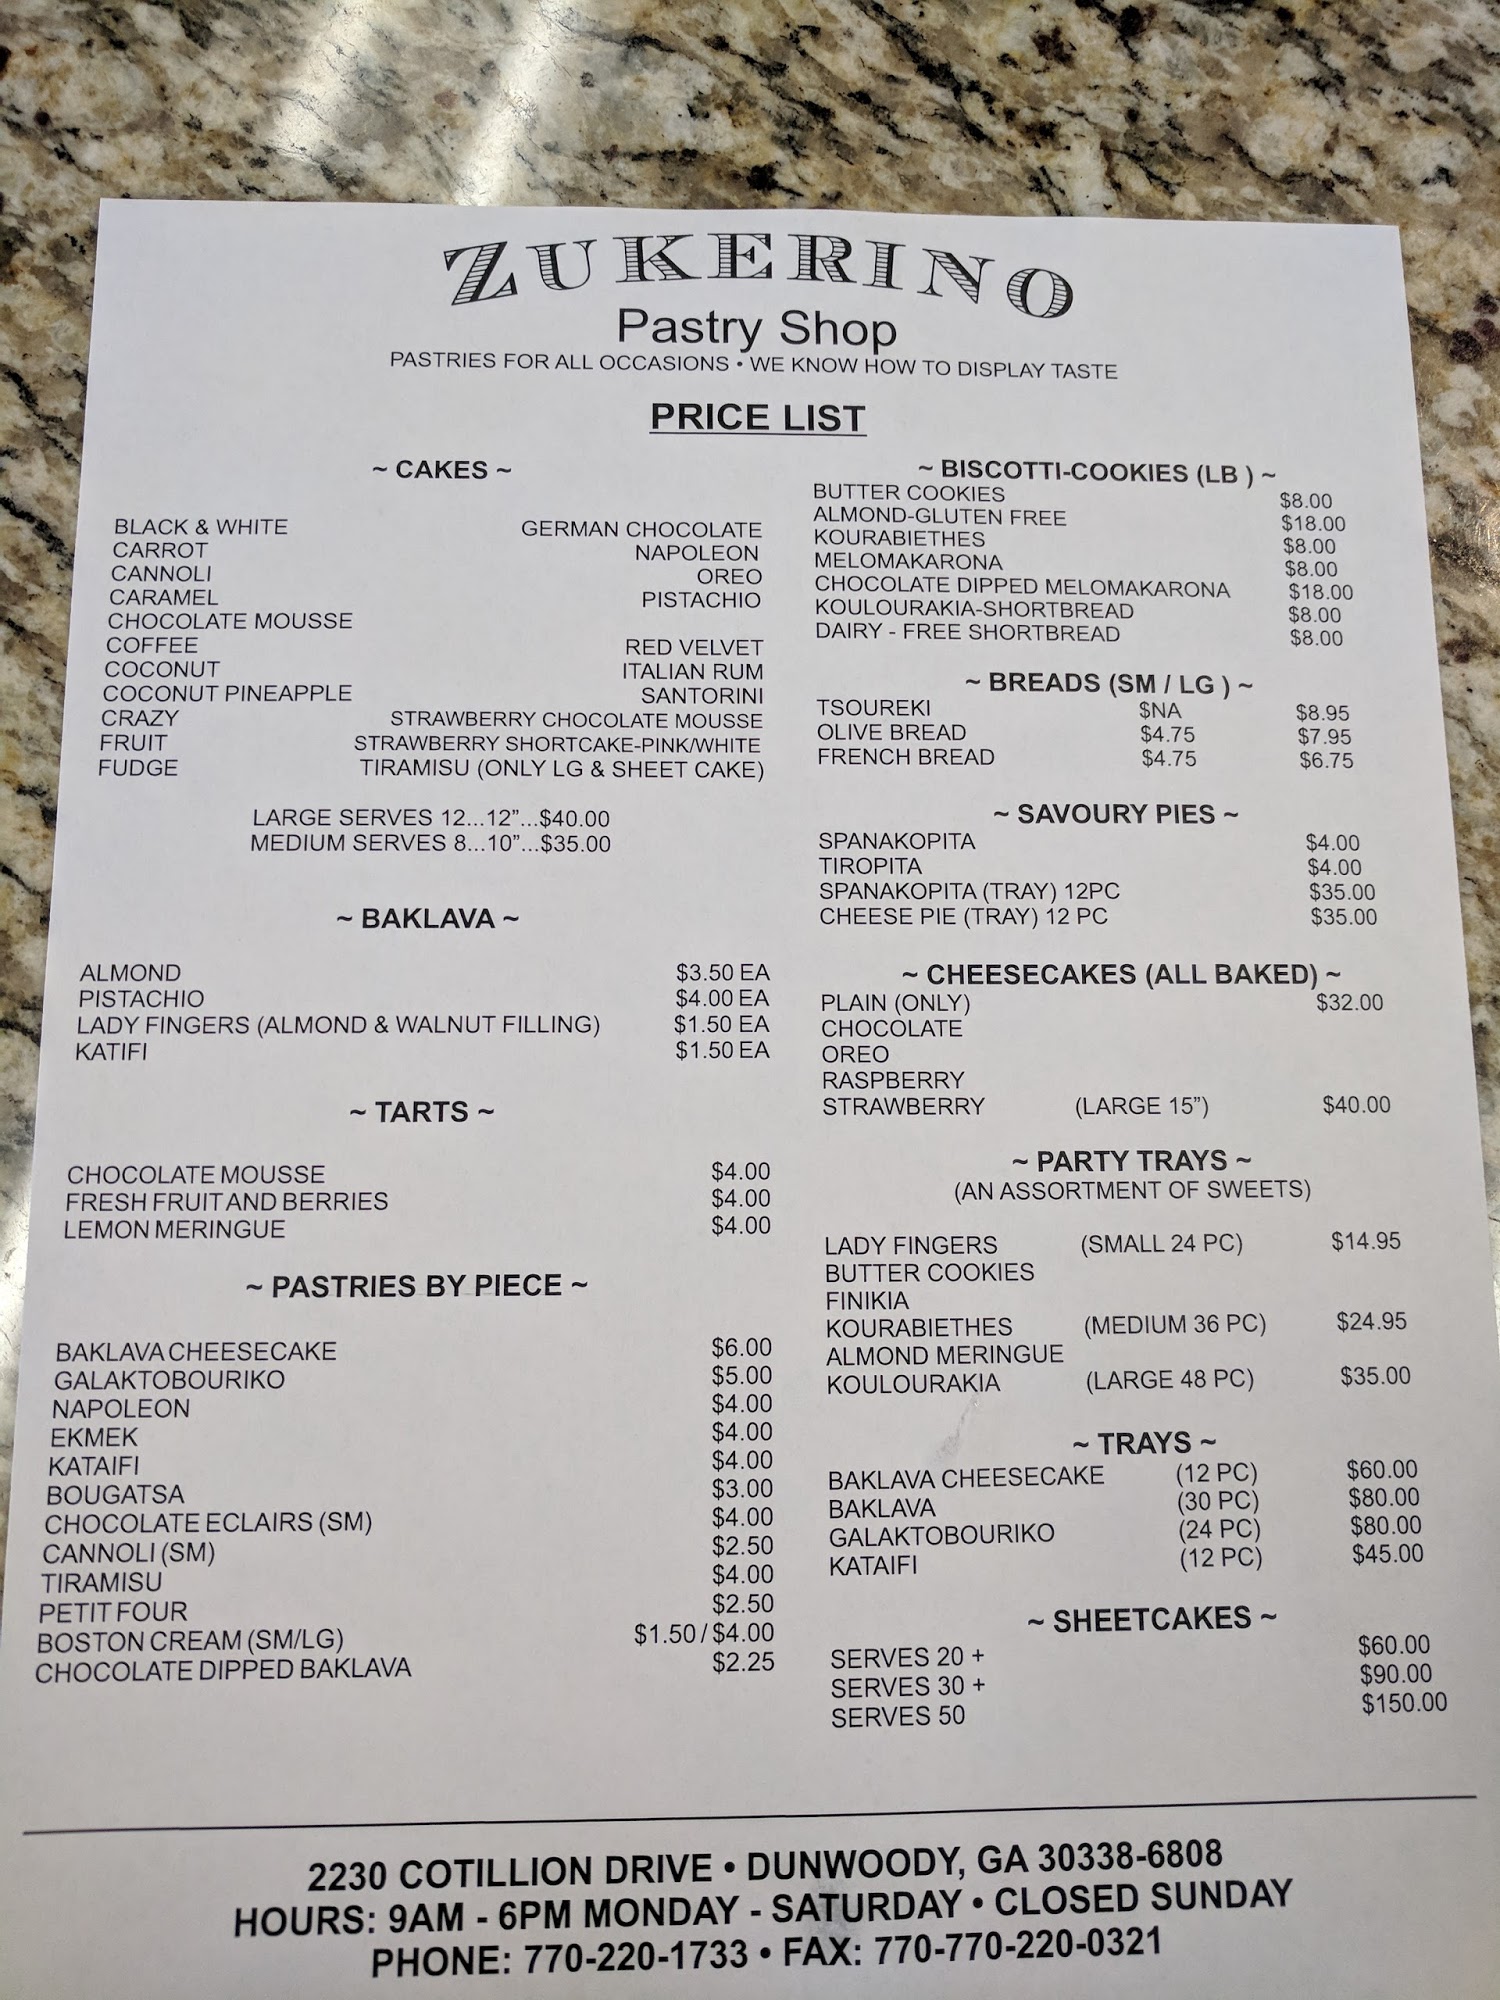 ZUKERINO
Pastry Shop
PASTRIES FOR ALL OCCASIONS • WE KNOW HOW TO DISPLAY TASTE
PRICE LIST
~ CAKES ~
BLACK & WHITE GERMAN CHOCOLATE
CARROT NAPOLEON
CANNOLI OREO
CARAMEL PISTACHIO
CHOCOLATE MOUSSE
COFFEE RED VELVET
COCONUT ITALIAN RUM
COCONUT PINEAPPLE SANTORINI
CRAZY STRAWBERRY CHOCOLATE MOUSSE
FRUIT STRAWBERRY SHORTCAKE-PINK/WHITE
FUDGE TIRAMISU (ONLY LG & SHEET CAKE)
LARGE SERVES 12...12”...$40.00
MEDIUM SERVES 8...10”...$35.00
~ BAKLAVA ~
ALMOND $3.50 EA
PISTACHIO $4.00 EA
LADY FINGERS (ALMOND & WALNUT FILLING) $1.50 EA
KATIFI $1.50 EA
~ TARTS ~
CHOCOLATE MOUSSE $4.00
FRESH FRUIT AND BERRIES $4.00
LEMON MERINGUE $4.00
~ PASTRIES BY PIECE ~
BAKLAVA CHEESECAKE $6.00
GALAKTOBOURIKO $5.00
NAPOLEON $4.00
EKMEK $4.00
KATAIFI $4.00
BOUGATSA $3.00
CHOCOLATE ECLAIRS (SM) $4.00
CANNOLI (SM) $2.50
TIRAMISU $4.00
PETIT FOUR $2.50
BOSTON CREAM (SM/LG) $1.50 / $4.00
CHOCOLATE DIPPED BAKLAVA $2.25
~ BISCOTTI-COOKIES (LB ) ~
BUTTER COOKIES $8.00
ALMOND-GLUTEN FREE $18.00
KOURABIETHES $8.00
MELOMAKARONA $8.00
CHOCOLATE DIPPED MELOMAKARONA $18.00
KOULOURAKIA-SHORTBREAD $8.00
DAIRY - FREE SHORTBREAD $8.00
~ BREADS (SM / LG ) ~
TSOUREKI $NA $8.95
OLIVE BREAD $4.75 $7.95
FRENCH BREAD $4.75 $6.75
~ SAVOURY PIES ~
SPANAKOPITA $4.00
TIROPITA $4.00
SPANAKOPITA (TRAY) 12PC $35.00
CHEESE PIE (TRAY) 12 PC $35.00
~ CHEESECAKES (ALL BAKED) ~
PLAIN (ONLY) $32.00
CHOCOLATE
OREO
RASPBERRY
STRAWBERRY (LARGE 15”) $40.00
~ PARTY TRAYS ~
(AN ASSORTMENT OF SWEETS)
LADY FINGERS (SMALL 24 PC) $14.95
BUTTER COOKIES
FINIKIA
KOURABIETHES (MEDIUM 36 PC) $24.95
ALMOND MERINGUE
KOULOURAKIA (LARGE 48 PC) $35.00
~ TRAYS ~
BAKLAVA CHEESECAKE (12 PC) $60.00
BAKLAVA (30 PC) $80.00
GALAKTOBOURIKO (24 PC) $80.00
KATAIFI (12 PC) $45.00
~ SHEETCAKES ~
SERVES 20 + $60.00
SERVES 30 + $90.00
SERVES 50 $150.00
2230 COTILLION DRIVE • DUNWOODY, GA 30338-6808
HOURS: 9AM - 6PM MONDAY - SATURDAY • CLOSED SUNDAY
PHONE: 770-220-1733 • FAX: 770-770-220-0321